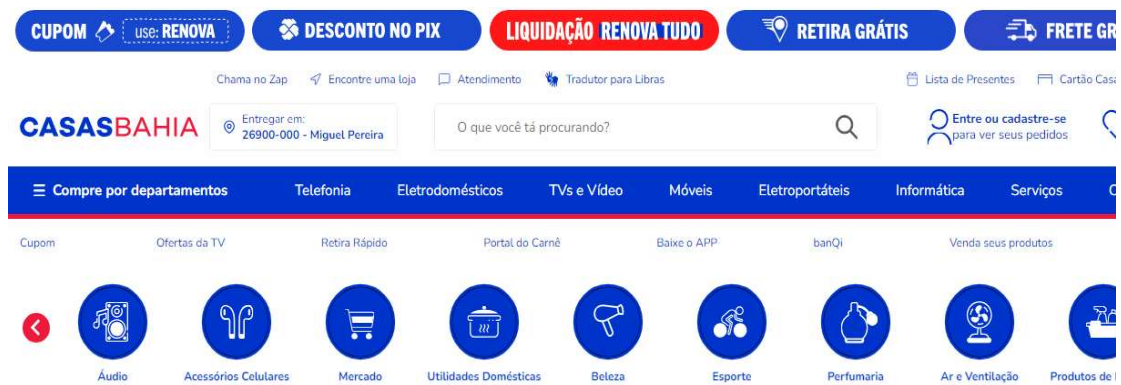 CUPOM use: RENOVA DESCONTO NO PIX LIQUIDAÇÃO RENOVA TUDO RETIRA GRÁTIS FRETE GR
Chama no Zap Encontre uma loja Atendimento Tradutor para Libras Lista de Presentes Cartão Casa
CASASBAHIA
Entregar em:
26900-000 - Miguel Pereira
O que você tá procurando?
Entre ou cadastre-se
para ver seus pedidos
Compre por departamentos Telefonia Eletrodomésticos TVs e Vídeo Móveis Eletroportáteis Informática Serviços
Cupom Ofertas da TV Retira Rápido Portal do Carnê Baixe o APP banQi Venda seus produtos
Áudio Acessórios Celulares Mercado Utilidades Domésticas Beleza Esporte Perfumaria Ar e Ventilação Produtos de